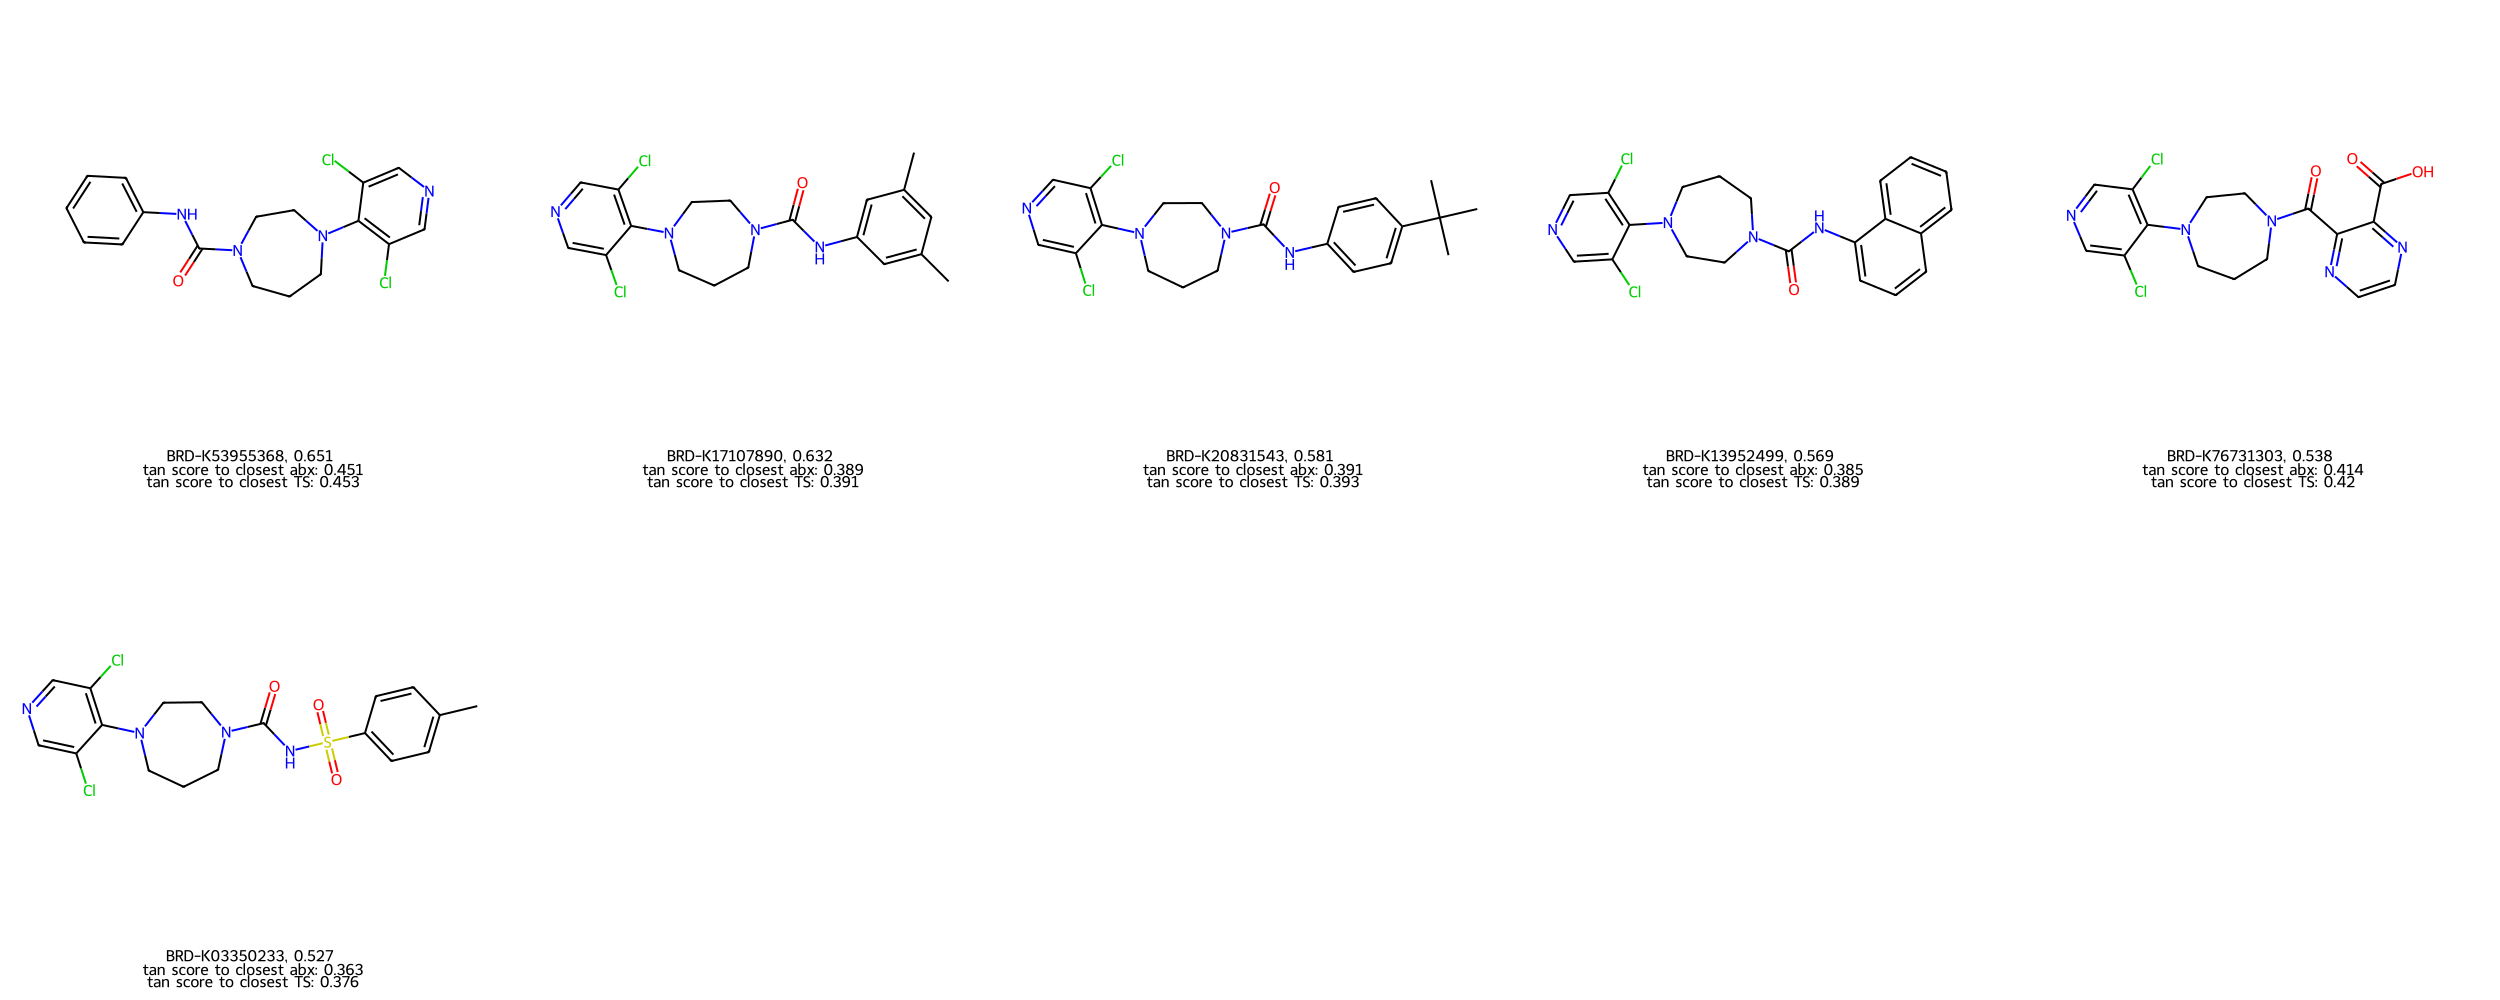 Cl
N
NH
N
N
O
Cl
BRD-K53955368, 0.651
tan score to closest abx: 0.451
tan score to closest TS: 0.453
Cl
O
N
N
N
N
H
Cl
BRD-K17107890, 0.632
tan score to closest abx: 0.389
tan score to closest TS: 0.391
Cl
O
N
N
N
N
H
Cl
BRD-K20831543, 0.581
tan score to closest abx: 0.391
tan score to closest TS: 0.393
Cl
H
N
N
N
N
O
Cl
BRD-K13952499, 0.569
tan score to closest abx: 0.385
tan score to closest TS: 0.389
Cl
O
O
OH
N
N
N
N
N
Cl
BRD-K76731303, 0.538
tan score to closest abx: 0.414
tan score to closest TS: 0.42
Cl
O
O
N
N
N
S
N
H
O
Cl
BRD-K03350233, 0.527
tan score to closest abx: 0.363
tan score to closest TS: 0.376